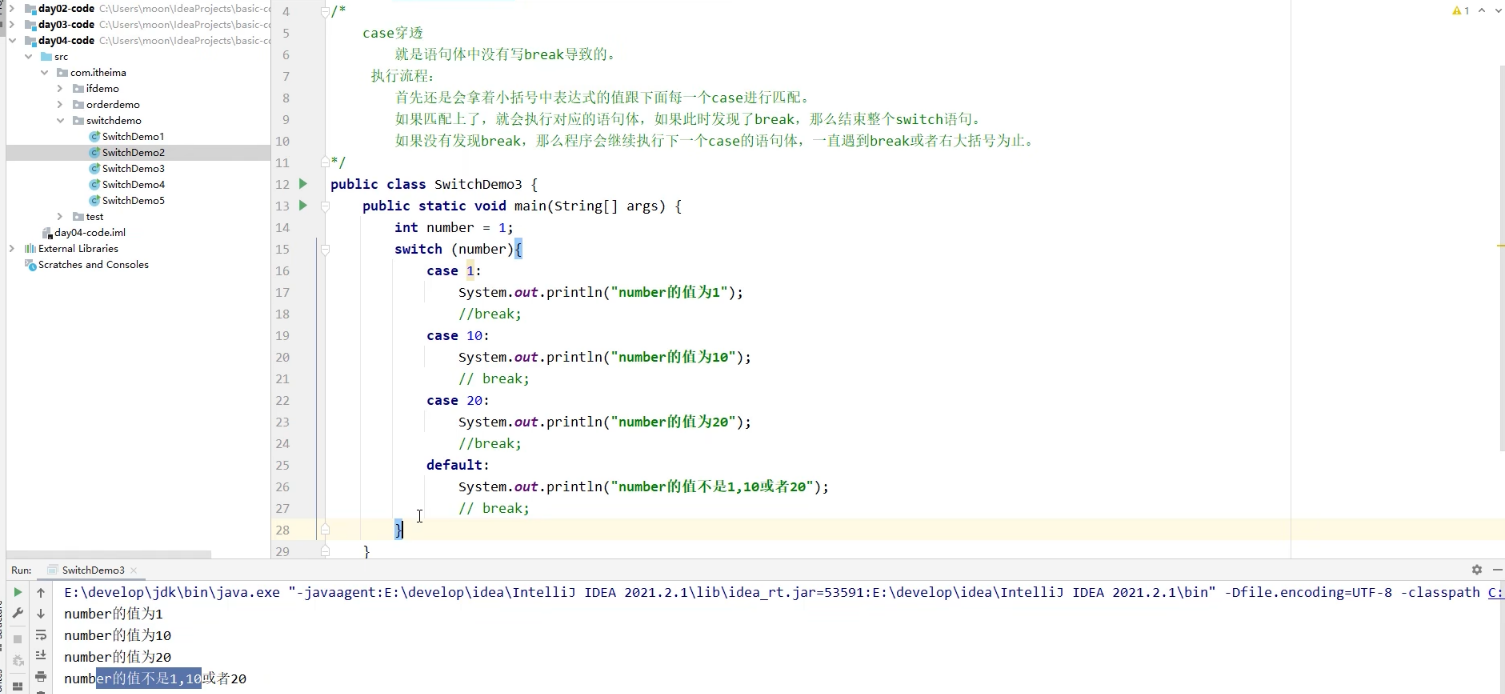 day02-code C:\Users\moon\IdeaProjects\basic-cc
day03-code C:\Users\moon\IdeaProjects\basic-cc
day04-code C:\Users\moon\IdeaProjects\basic-cc
src
com.itheima
ifdemo
orderdemo
switchdemo
SwitchDemo1
SwitchDemo2
SwitchDemo3
SwitchDemo4
SwitchDemo5
test
day04-code.iml
External Libraries
Scratches and Consoles
4 /*
5 case穿透
6 就是语句体中没有写break导致的。
7 执行流程：
8 首先还是会拿着小括号中表达式的值跟下面每一个case进行匹配。
9 如果匹配上了，就会执行对应的语句体，如果此时发现了break，那么结束整个switch语句。
10 如果没有发现break，那么程序会继续执行下一个case的语句体，一直遇到break或者右大括号为止。
11 */
12 public class SwitchDemo3 {
13 public static void main(String[] args) {
14 int number = 1;
15 switch (number){
16 case 1:
17 System.out.println("number的值为1");
18 //break;
19 case 10:
20 System.out.println("number的值为10");
21 // break;
22 case 20:
23 System.out.println("number的值为20");
24 //break;
25 default:
26 System.out.println("number的值不是1,10或者20");
27 // break;
28 }
29 }
1
Run: SwitchDemo3
E:\develop\jdk\bin\java.exe "-javaagent:E:\develop\idea\IntelliJ IDEA 2021.2.1\lib\idea_rt.jar=53591:E:\develop\idea\IntelliJ IDEA 2021.2.1\bin" -Dfile.encoding=UTF-8 -classpath C:
number的值为1
number的值为10
number的值为20
number的值不是1,10或者20